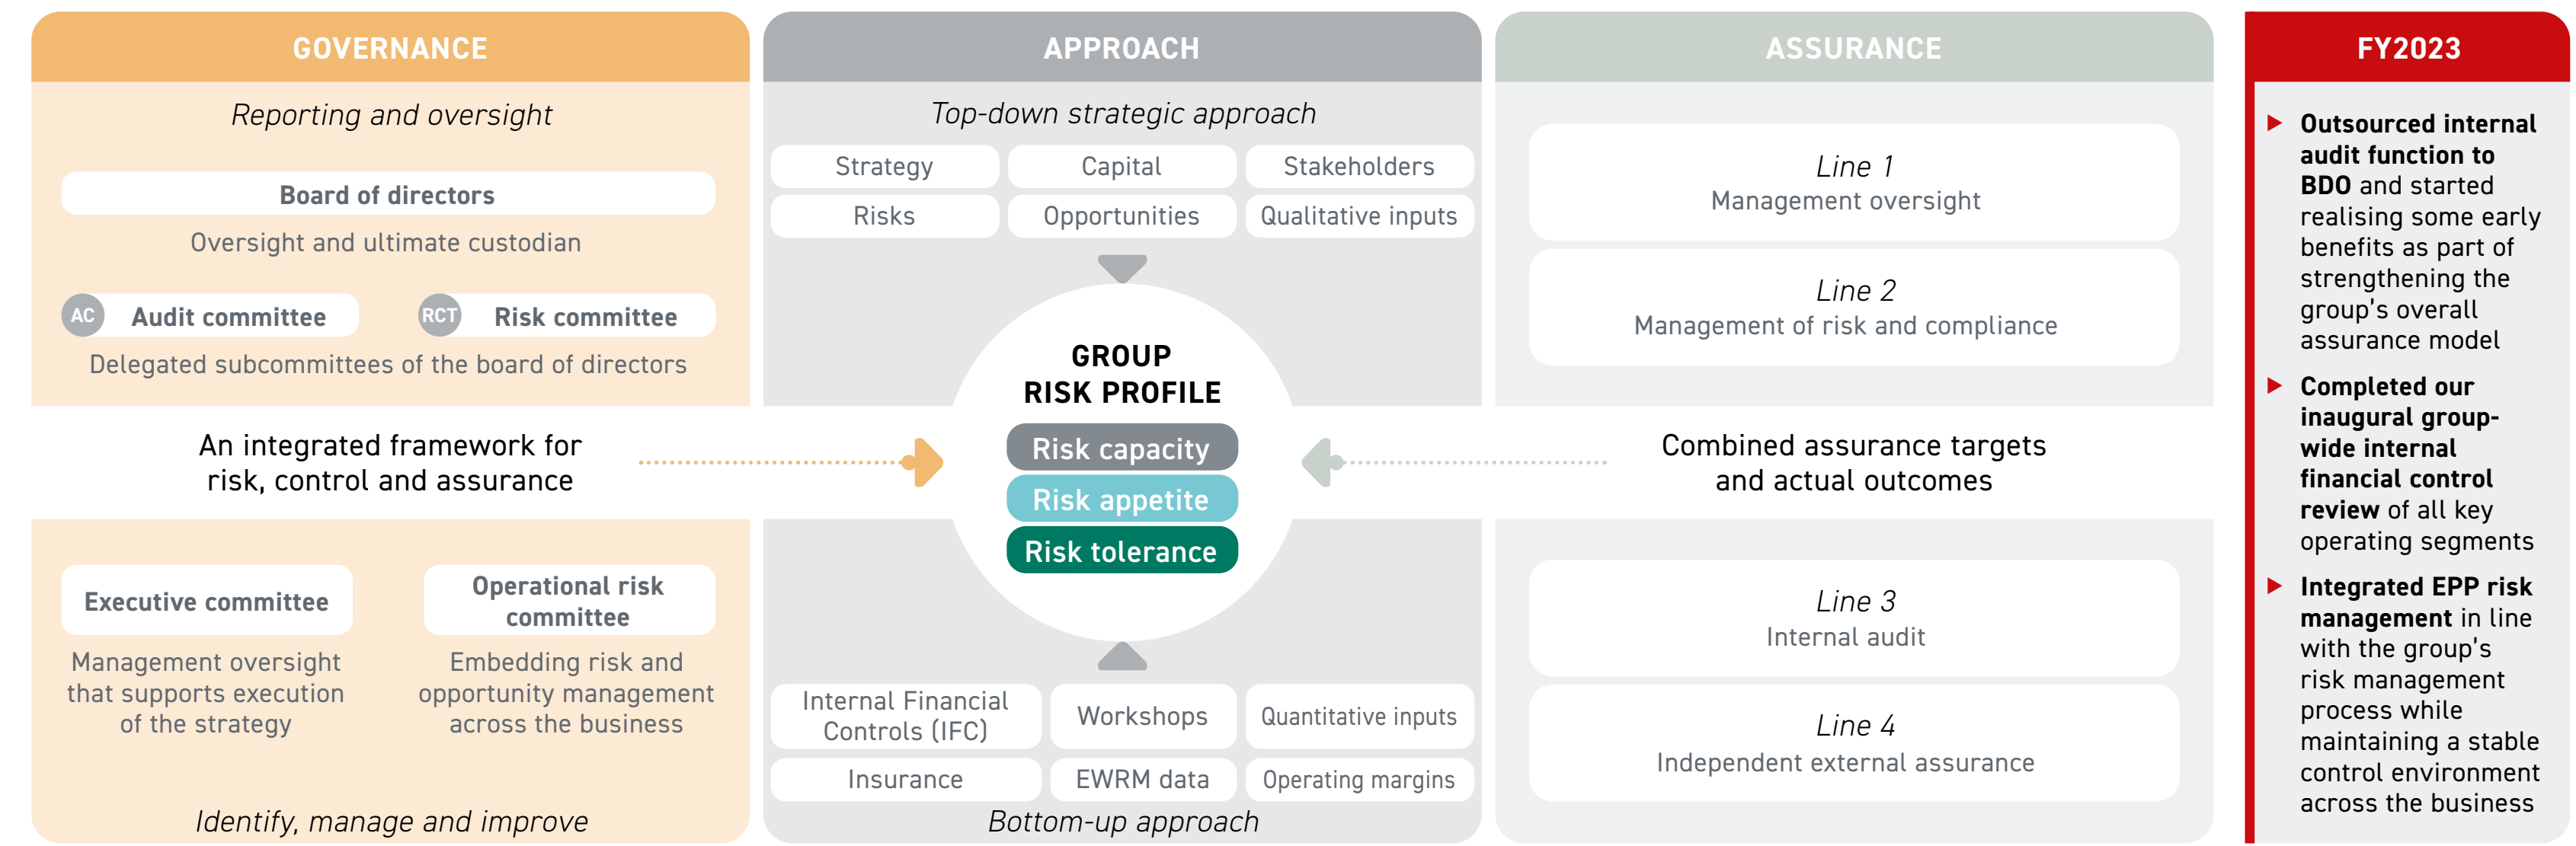 GOVERNANCE
Reporting and oversight
Board of directors
Oversight and ultimate custodian
AC Audit committee
RCT Risk committee
Delegated subcommittees of the board of directors
An integrated framework for
risk, control and assurance
Executive committee
Management oversight
that supports execution
of the strategy
Operational risk
committee
Embedding risk and
opportunity management
across the business
Identify, manage and improve
APPROACH
Top-down strategic approach
Strategy
Capital
Stakeholders
Risks
Opportunities
Qualitative inputs
GROUP
RISK PROFILE
Risk capacity
Risk appetite
Risk tolerance
Internal Financial
Controls (IFC)
Workshops
Quantitative inputs
Insurance
EWRM data
Operating margins
Bottom-up approach
ASSURANCE
Line 1
Management oversight
Line 2
Management of risk and compliance
Combined assurance targets
and actual outcomes
Line 3
Internal audit
Line 4
Independent external assurance
FY2023
Outsourced internal
audit function to
BDO and started
realising some early
benefits as part of
strengthening the
group's overall
assurance model
Completed our
inaugural group-
wide internal
financial control
review of all key
operating segments
Integrated EPP risk
management in line
with the group's
risk management
process while
maintaining a stable
control environment
across the business